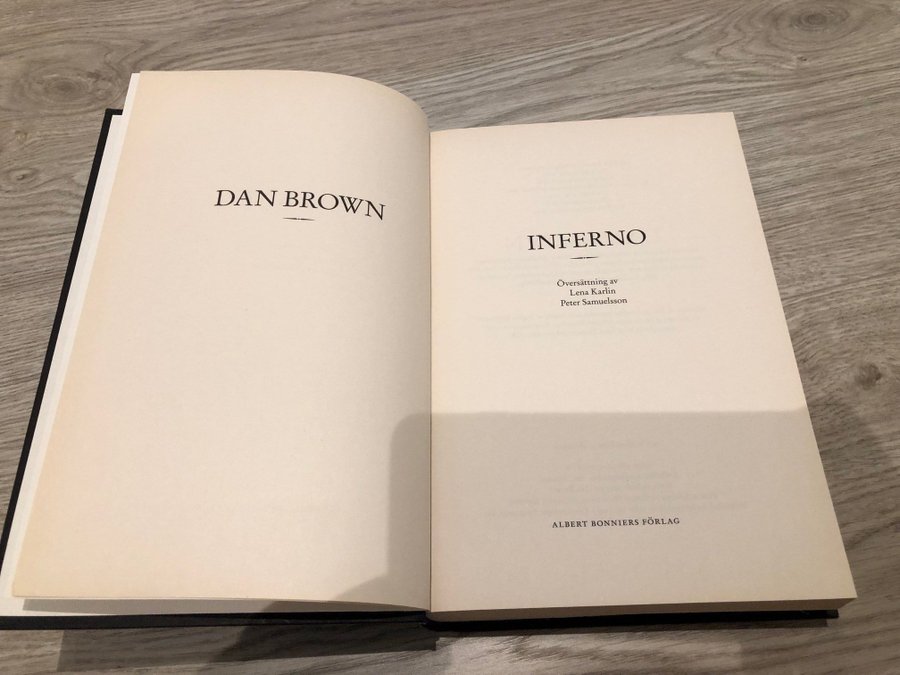 DAN BROWN
INFERNO
Översättning av
Lena Karlin
Peter Samuelsson
ALBERT BONNIERS FÖRLAG